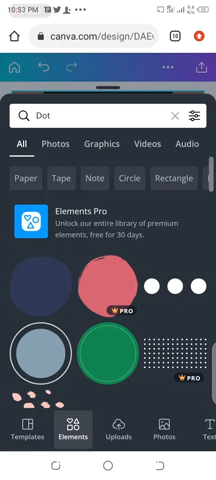 10:53 PM
canva.com/design/DAE
10
Dot
All Photos Graphics Videos Audio
Paper Tape Note Circle Rectangle
Elements Pro
Unlock our entire library of premium
elements, free for 30 days.
PRO
PRO
Templates Elements Uploads Photos Text